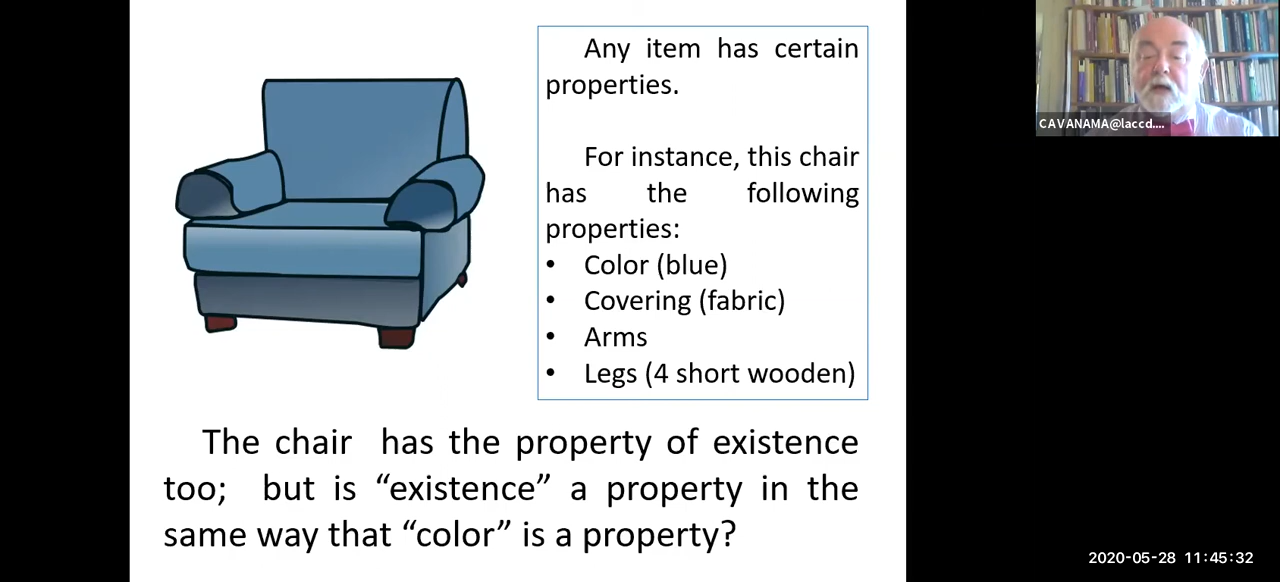 Any item has certain
properties.
For instance, this chair
has the following
properties:
• Color (blue)
• Covering (fabric)
• Arms
• Legs (4 short wooden)
The chair has the property of existence
too; but is “existence” a property in the
same way that “color” is a property?
CAVANAMA@laccd....
2020-05-28 11:45:32